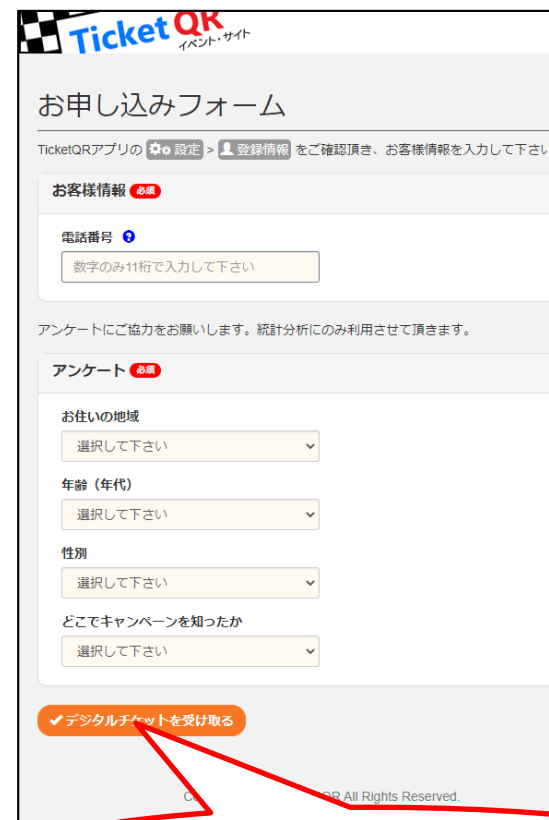 Ticket QR
イベント・サイト
お申し込みフォーム
TicketQRアプリの 設定 > 登録情報 をご確認頂き、お客様情報を入力して下さい
お客様情報 必須
電話番号
数字のみ11桁で入力して下さい
アンケートにご協力をお願いします。統計分析にのみ利用させて頂きます。
アンケート 必須
お住いの地域
選択して下さい
年齢（年代）
選択して下さい
性別
選択して下さい
どこでキャンペーンを知ったか
選択して下さい
デジタルチケットを受け取る
QR All Rights Reserved.